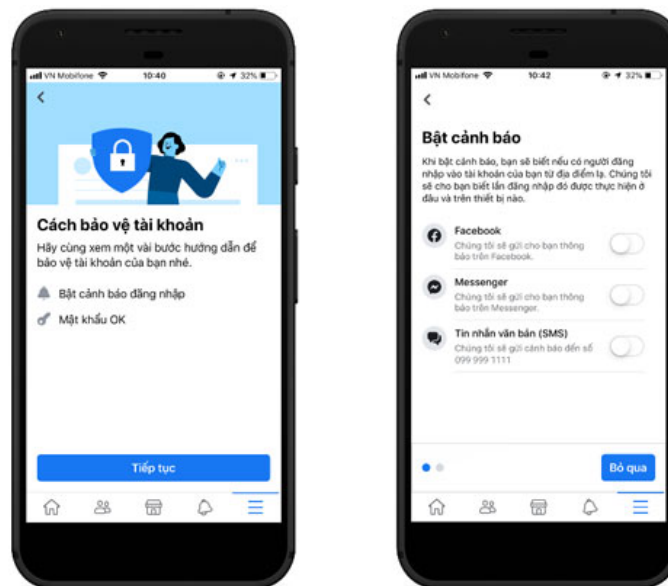 VN Mobifone 10:40 32%
Cách bảo vệ tài khoản
Hãy cùng xem một vài bước hướng dẫn để
bảo vệ tài khoản của bạn nhé.
Bật cảnh báo đăng nhập
Mật khẩu OK
Tiếp tục
VN Mobifone 10:42 32%
Bật cảnh báo
Khi bật cảnh báo, bạn sẽ biết nếu có người đăng
nhập vào tài khoản của bạn từ địa điểm lạ. Chúng tôi
sẽ cho bạn biết lần đăng nhập đó được thực hiện ở
đâu và trên thiết bị nào.
Facebook
Chúng tôi sẽ gửi cho bạn thông
báo trên Facebook.
Messenger
Chúng tôi sẽ gửi cho bạn thông
báo trên Messenger.
Tin nhắn văn bản (SMS)
Chúng tôi sẽ gửi cảnh báo đến số
099 999 1111
Bỏ qua